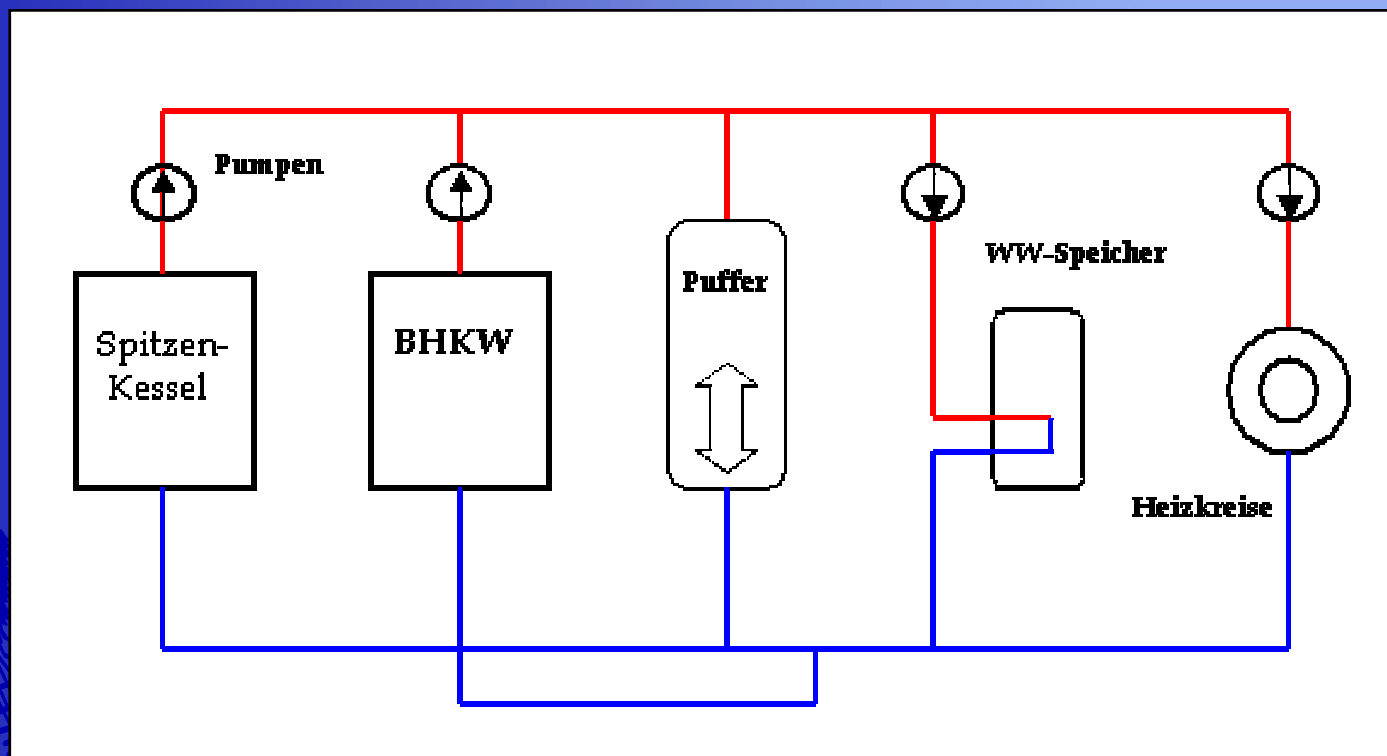 Pumpen
WW-Speicher
Puffer
Spitzen-
Kessel
BHKW
Heizkreise